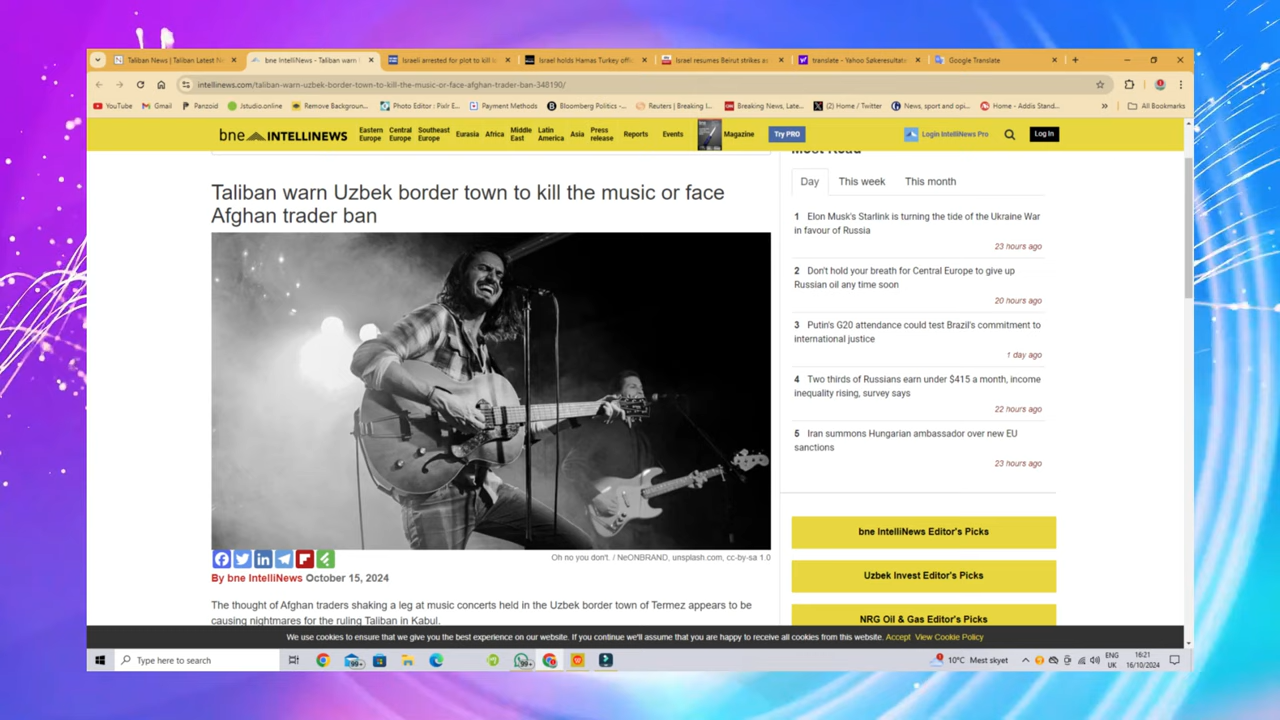 Taliban News | Taliban Latest N
bne IntelliNews - Taliban warn
Israeli arrested for plot to kill Is
Israel holds Hamas Turkey offi
Israel resumes Beirut strikes as
translate - Yahoo Søkeresultate
Google Translate
intellinews.com/taliban-warn-uzbek-border-town-to-kill-the-music-or-face-afghan-trader-ban-348190/
YouTube Gmail Panzoid Jstudio.online Remove Backgroun... Photo Editor : Pixlr E... Payment Methods Bloomberg Politics -... Reuters | Breaking I... Breaking News, Late... (2) Home / Twitter News, sport and opi... Home - Addis Stand... All Bookmarks
bne INTELLINEWS
Eastern Europe
Central Europe
Southeast Europe
Eurasia
Africa
Middle East
Latin America
Asia
Press release
Reports
Events
Magazine
Try PRO
Login IntelliNews Pro
Log In
Taliban warn Uzbek border town to kill the music or face
Afghan trader ban
Oh no you don't. / NeONBRAND, unsplash.com, cc-by-sa 1.0
By bne IntelliNews October 15, 2024
The thought of Afghan traders shaking a leg at music concerts held in the Uzbek border town of Termez appears to be
causing nightmares for the ruling Taliban in Kabul.
Most Read
Day This week This month
1 Elon Musk's Starlink is turning the tide of the Ukraine War
in favour of Russia
23 hours ago
2 Don't hold your breath for Central Europe to give up
Russian oil any time soon
20 hours ago
3 Putin's G20 attendance could test Brazil's commitment to
international justice
1 day ago
4 Two thirds of Russians earn under $415 a month, income
inequality rising, survey says
22 hours ago
5 Iran summons Hungarian ambassador over new EU
sanctions
23 hours ago
bne IntelliNews Editor's Picks
Uzbek Invest Editor's Picks
NRG Oil & Gas Editor's Picks
We use cookies to ensure that we give you the best experience on our website. If you continue we'll assume that you are happy to receive all cookies from this website. Accept View Cookie Policy
Type here to search
99+
99+
10°C Mest skyet
ENG
UK
16:21
16/10/2024